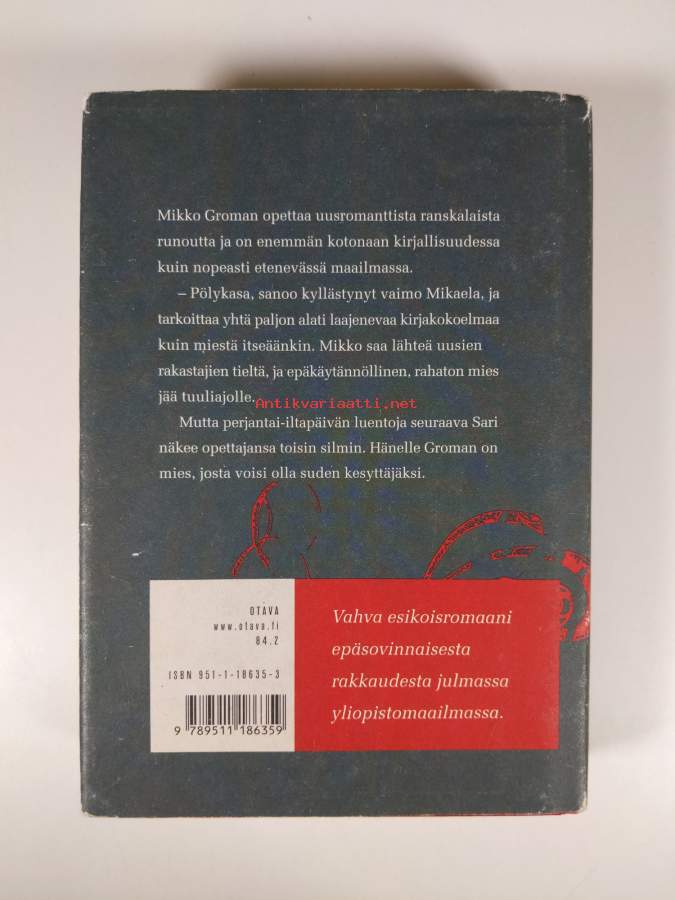 Mikko Groman opettaa uusromanttista ranskalaista
runoutta ja on enemmän kotonaan kirjallisuudessa
kuin nopeasti etenevässä maailmassa.
– Pölykasa, sanoo kyllästynyt vaimo Mikaela, ja
tarkoittaa yhtä paljon alati laajenevaa kirjakokoelmaa
kuin miestä itseäänkin. Mikko saa lähteä uusien
rakastajien tieltä, ja epäkäytännöllinen, rahaton mies
jää tuuliajolle.
Antikvariaatti.net
Mutta perjantai-iltapäivän luentoja seuraava Sari
näkee opettajansa toisin silmin. Hänelle Groman on
mies, josta voisi olla suden kesyttäjäksi.
OTAVA
www.otava.fi
84.2
ISBN 951-1-18635-3
9 789511 186359
Vahva esikoisromaani
epäsovinnaisesta
rakkaudesta julmassa
yliopistomaailmassa.